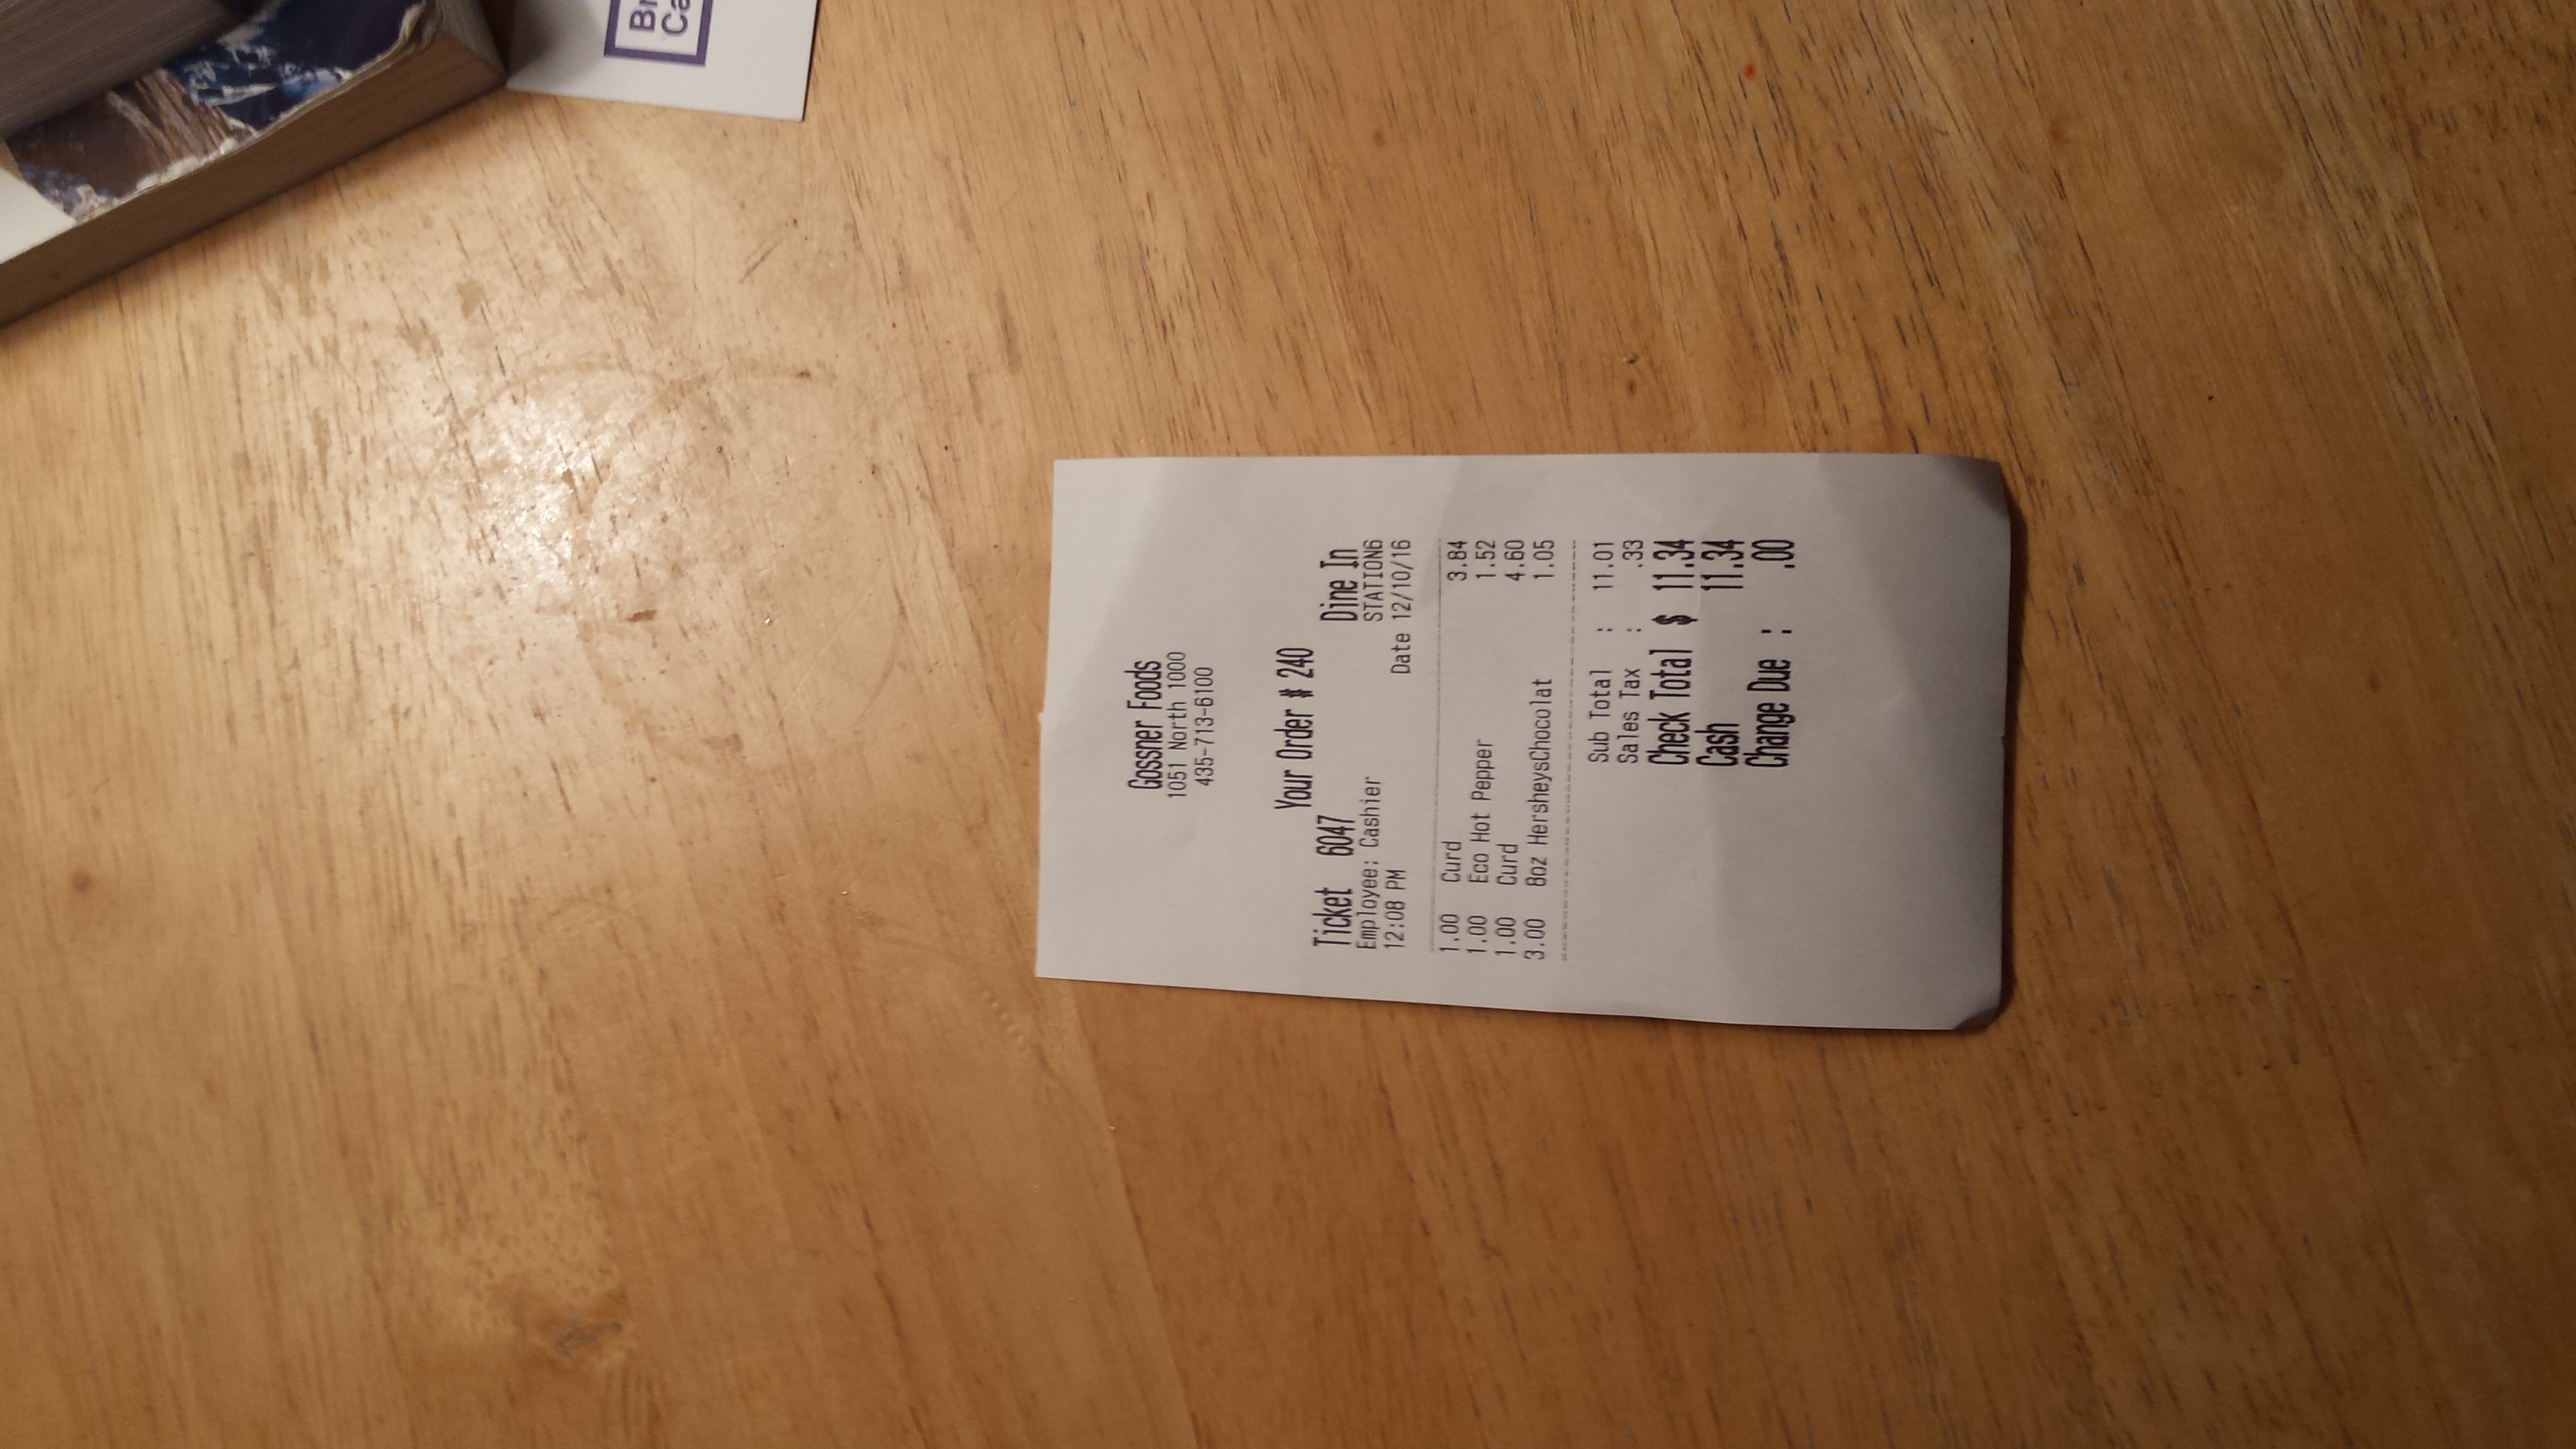 Gossner Foods
1051 North 1000
435-713-6100
Your Order # 240
Ticket 6047 Dine In
Employee: Cashier STATION6
12:08 PM Date 12/10/16
1.00 Curd 3.84
1.00 Eco Hot Pepper 1.52
1.00 Curd 4.60
3.00 8oz HersheysChocolat 1.05
Sub Total : 11.01
Sales Tax : .33
Check Total $ 11.34
Cash 11.34
Change Due : .00